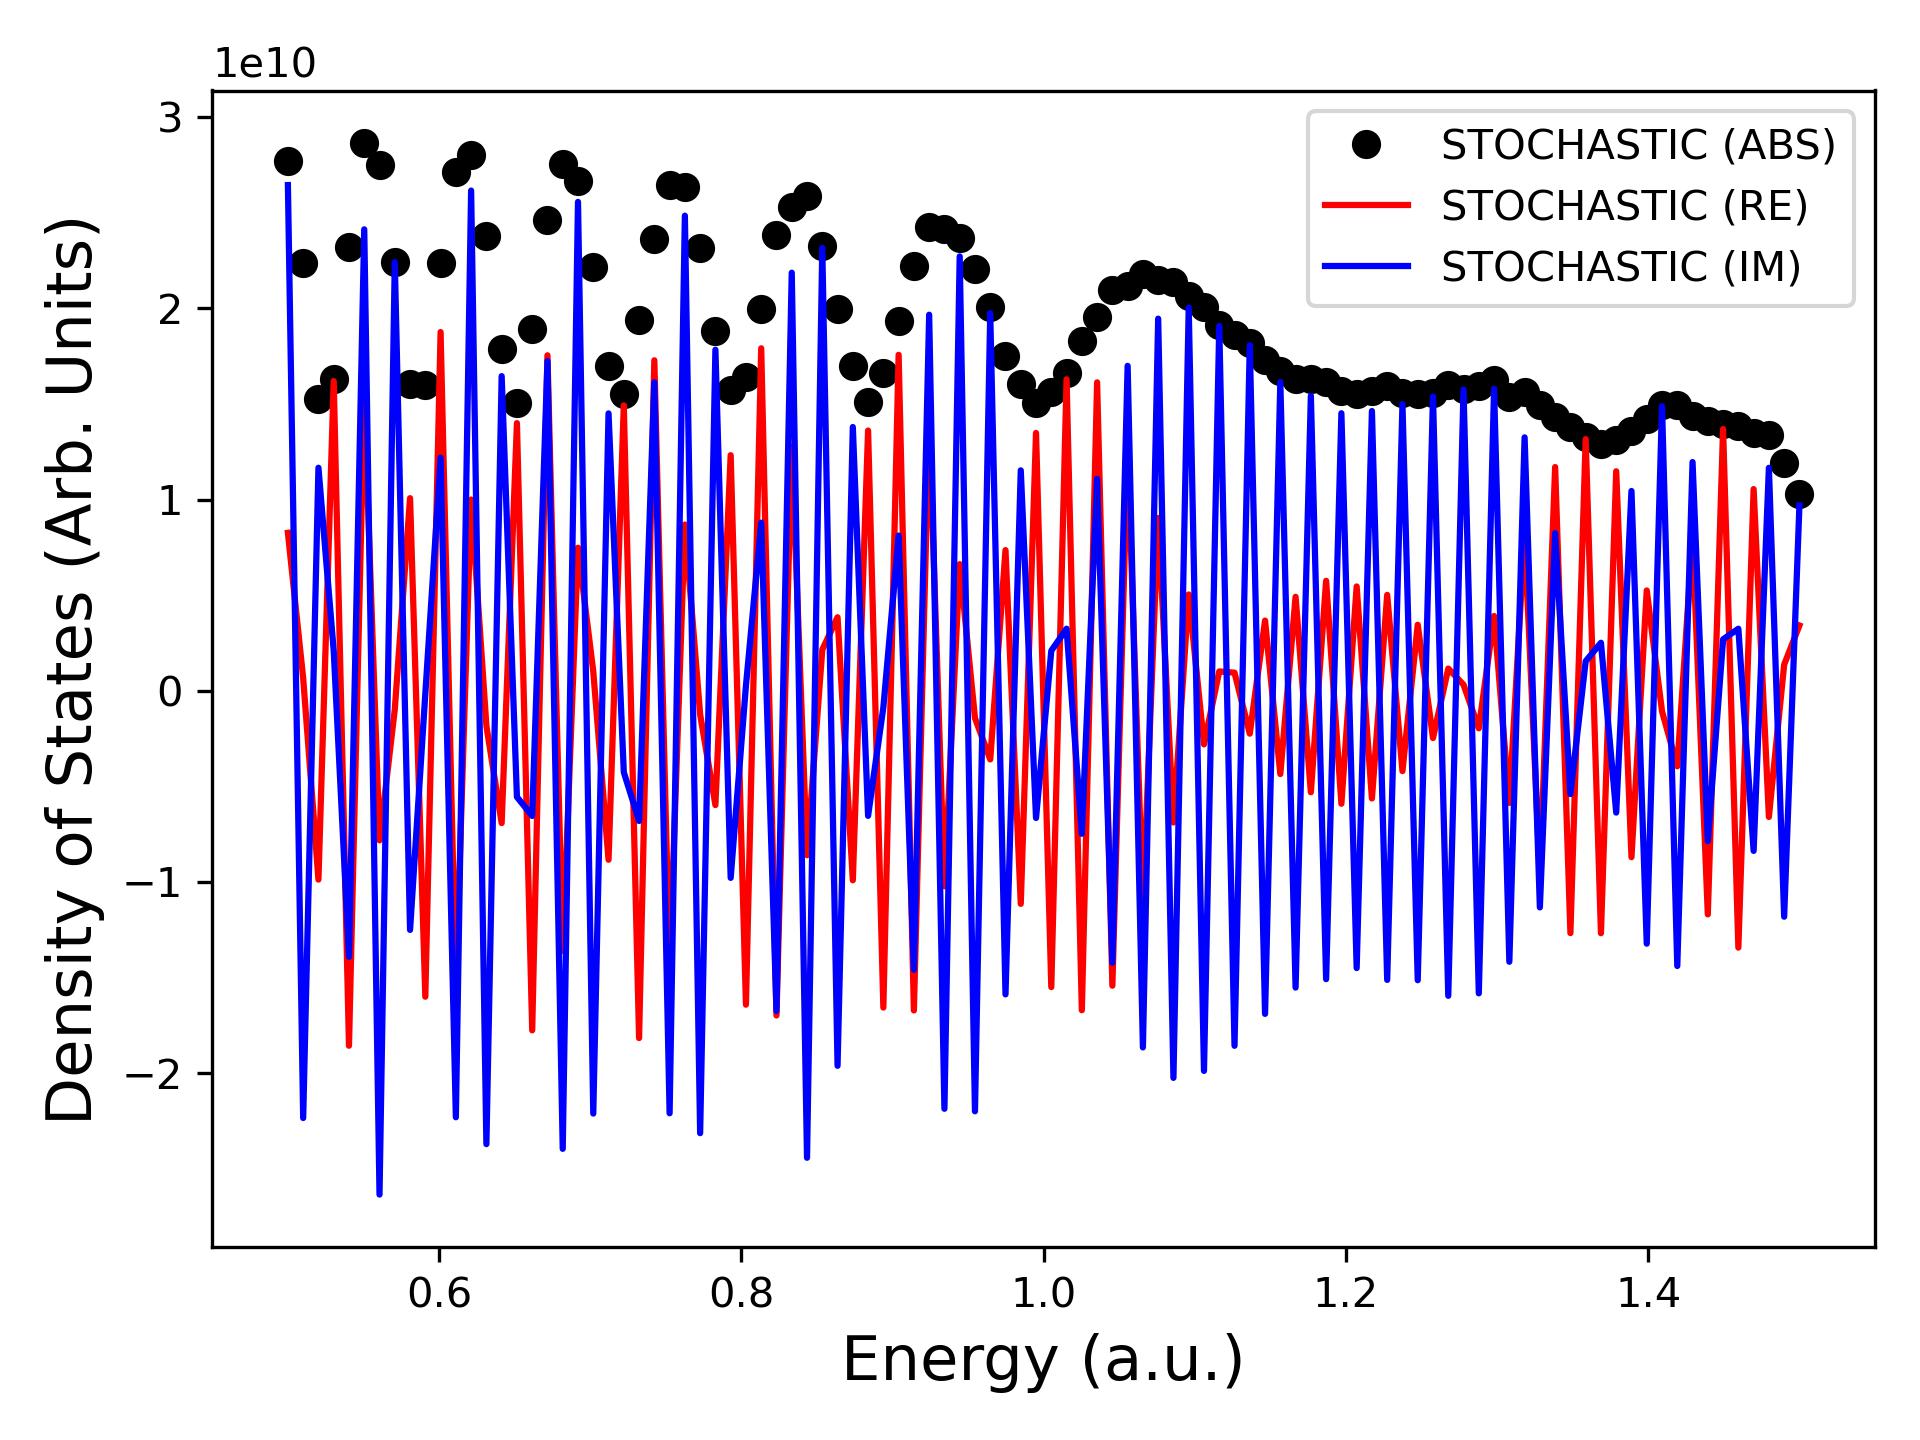 1e10
3
2
1
0
−1
−2
Density of States (Arb. Units)
STOCHASTIC (ABS)
STOCHASTIC (RE)
STOCHASTIC (IM)
0.6 0.8 1.0 1.2 1.4
Energy (a.u.)